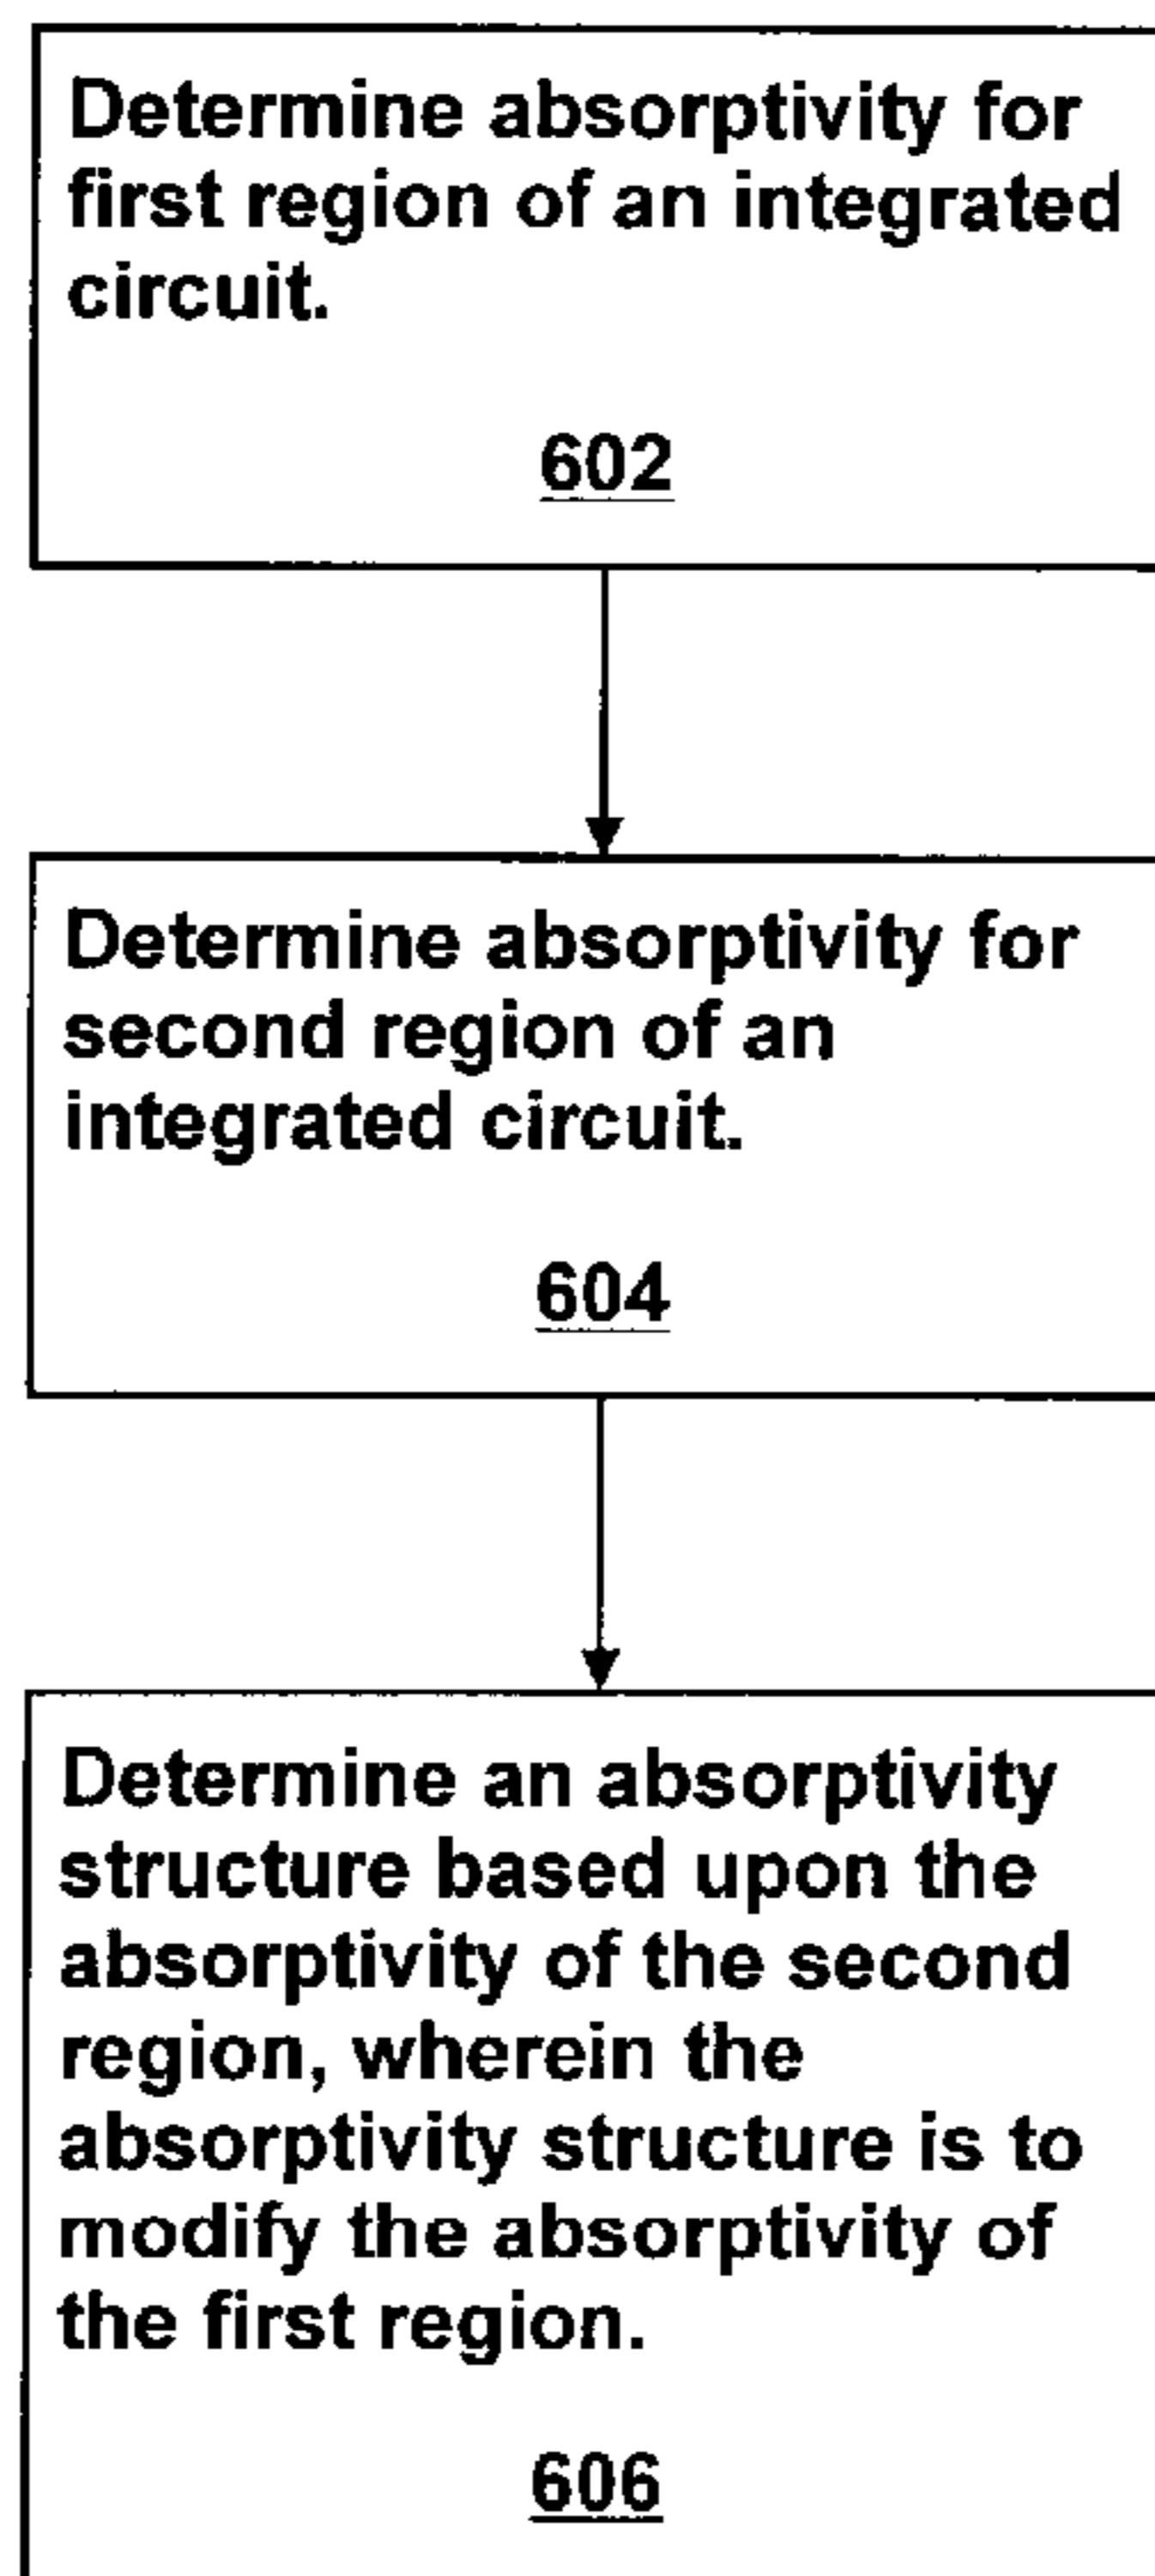 Determine absorptivity for
first region of an integrated
circuit.
602
Determine absorptivity for
second region of an
integrated circuit.
604
Determine an absorptivity
structure based upon the
absorptivity of the second
region, wherein the
absorptivity structure is to
modify the absorptivity of
the first region.
606